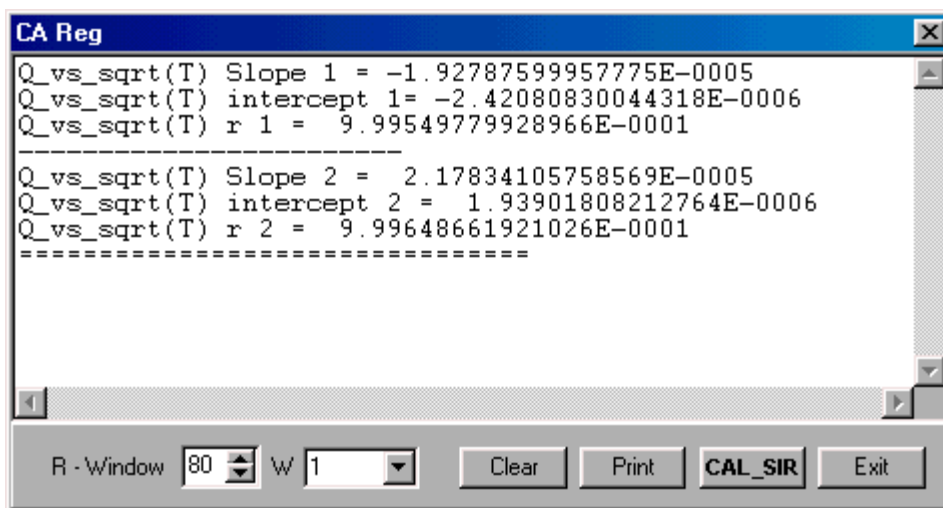 CA Reg
Q_vs_sqrt(T) Slope 1 = -1.92787599957775E-0005
Q_vs_sqrt(T) intercept 1= -2.42080830044318E-0006
Q_vs_sqrt(T) r 1 =  9.99549779928966E-0001
------------------------
Q_vs_sqrt(T) Slope 2 =  2.17834105758569E-0005
Q_vs_sqrt(T) intercept 2 =  1.93901808212764E-0006
Q_vs_sqrt(T) r 2 =  9.99648661921026E-0001
================================
R - Window 80 W 1 Clear Print CAL_SIR Exit